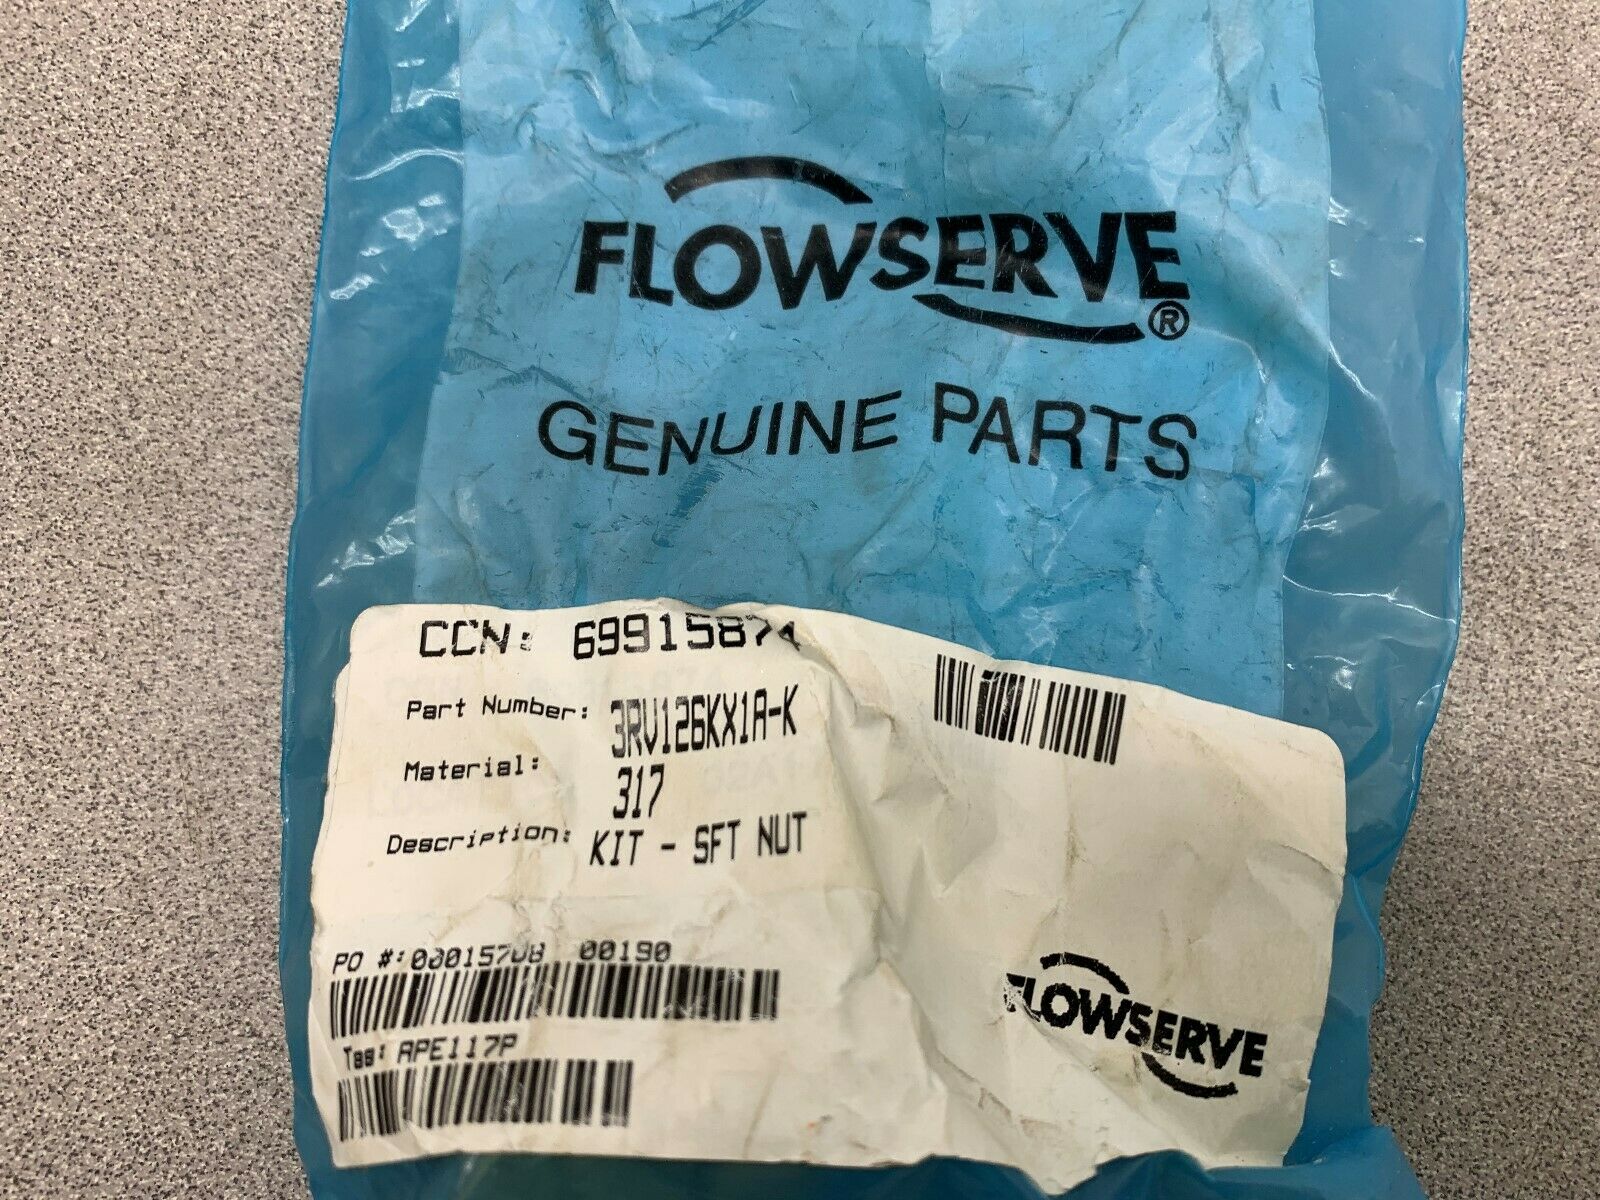 FLOWSERVE®
GENUINE PARTS
CCN: 69915874
Part Number: 3RV126KX1A-K
Material: 317
Description: KIT - SFT NUT
PO #: 00190
Tag: APE117P
FLOWSERVE